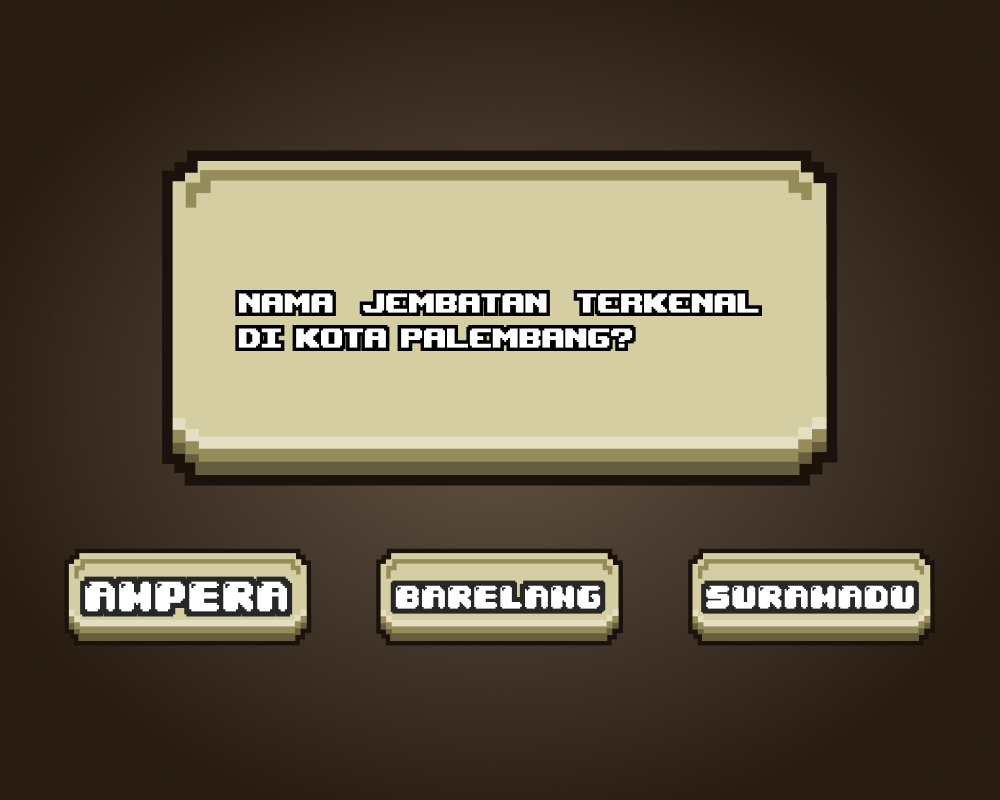 NAMA JEMBATAN TERKENAL
DI KOTA PALEMBANG?
AMPERA
BARELANG
SURAMADU